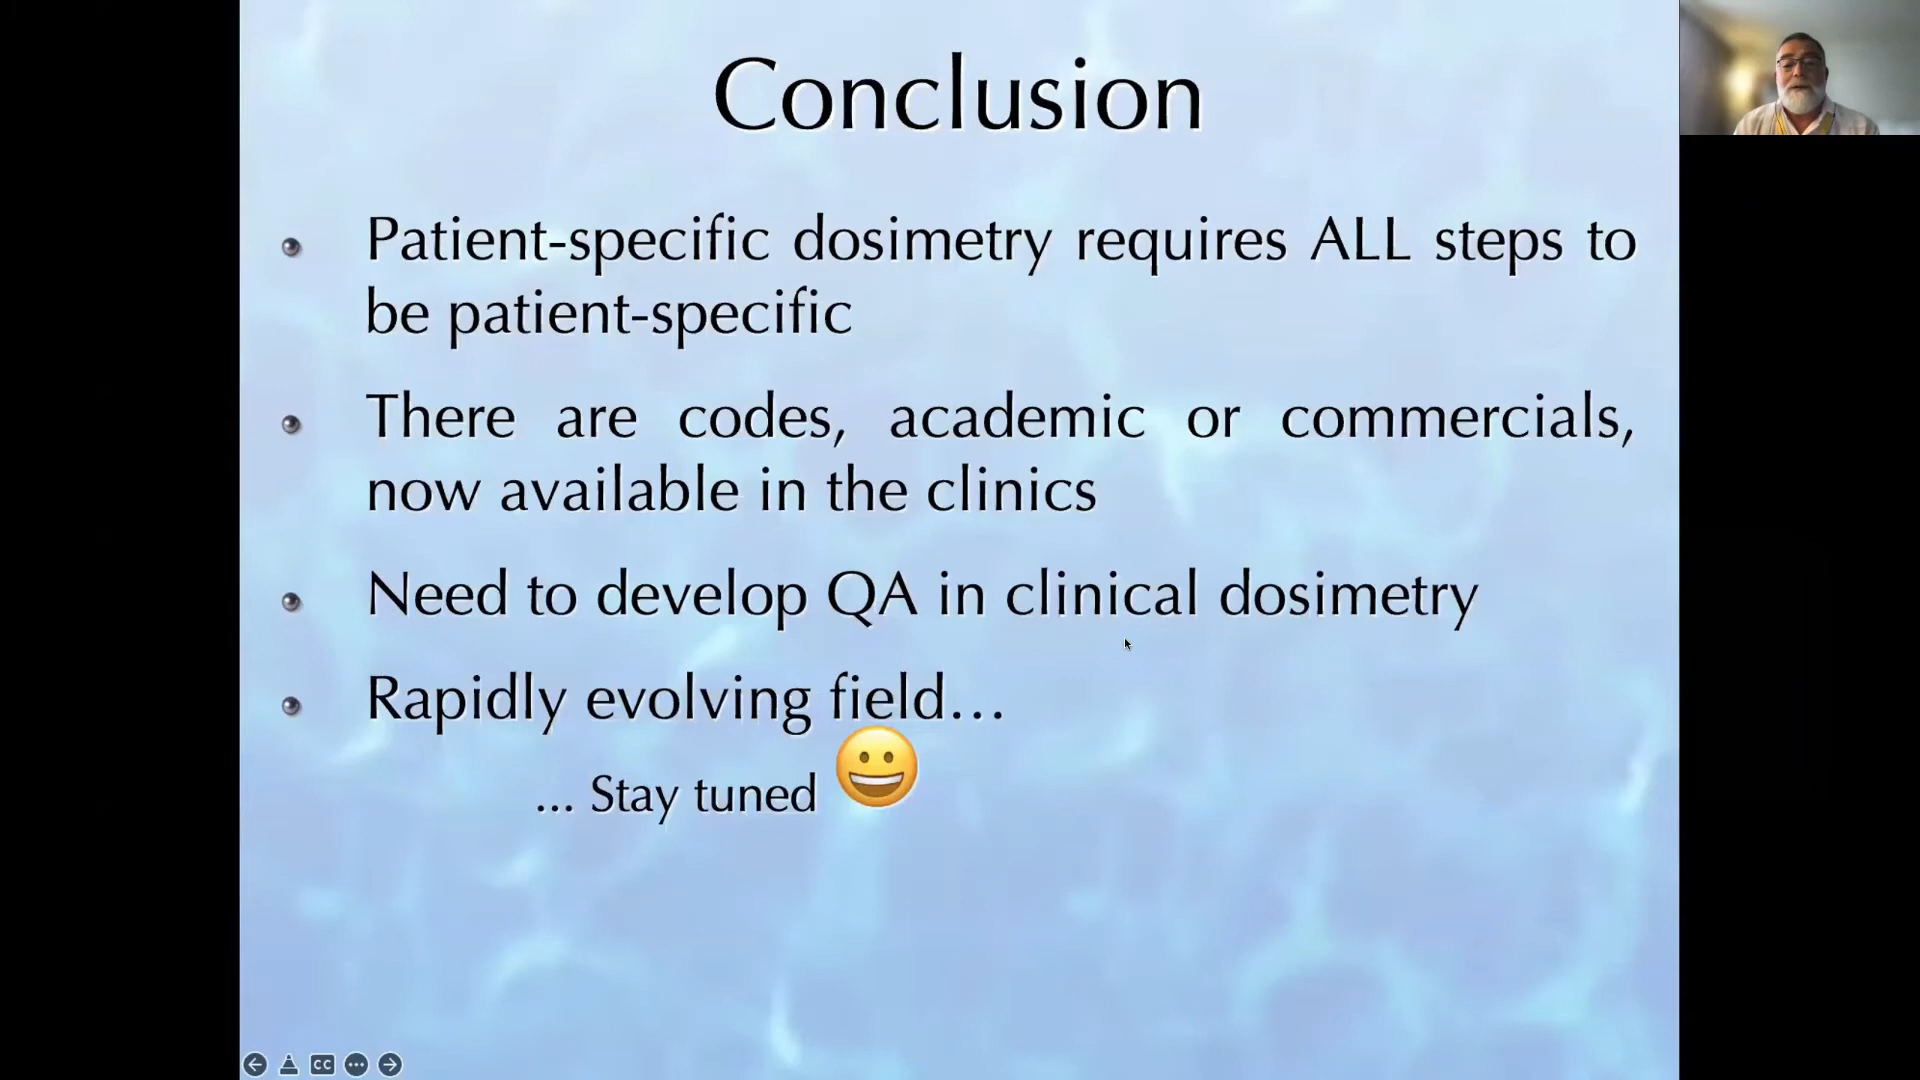 Conclusion
Patient-specific dosimetry requires ALL steps to
be patient-specific
There are codes, academic or commercials,
now available in the clinics
Need to develop QA in clinical dosimetry
Rapidly evolving field…
... Stay tuned
CC